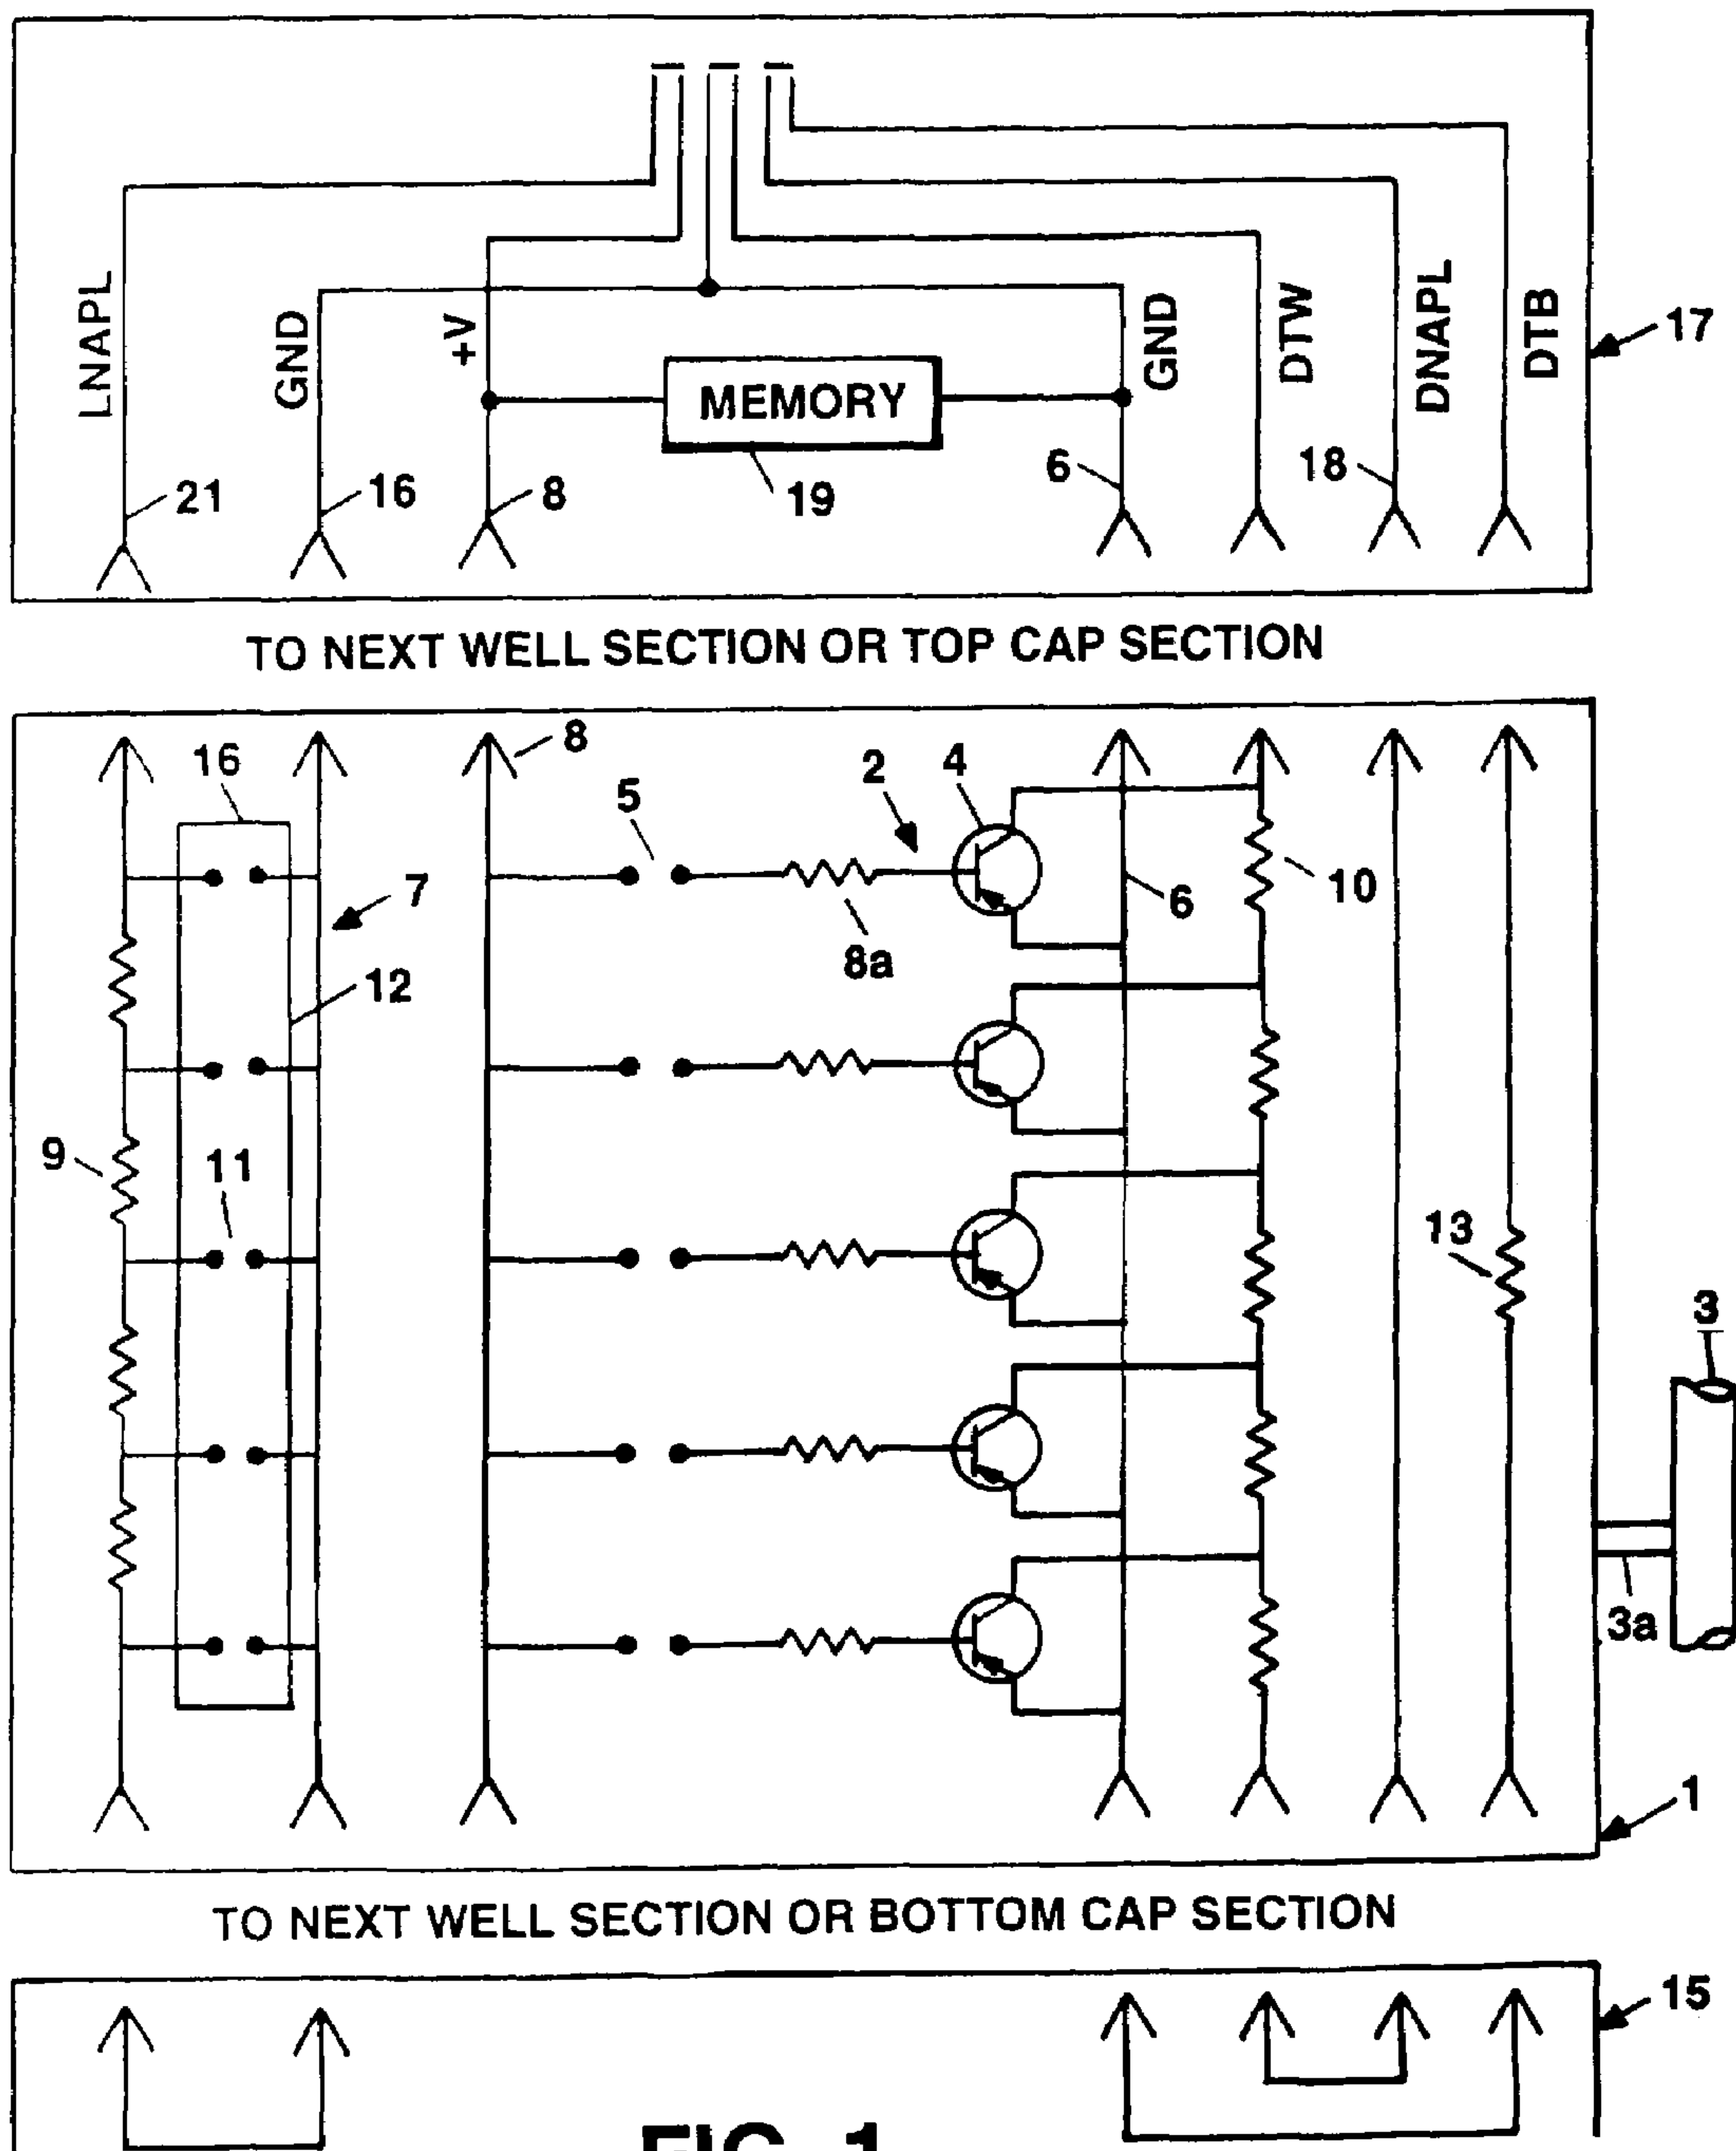 LNAPL
GND
+V
MEMORY
GND
DTW
DNAPL
DTB
17
21
16
8
19
6
18
TO NEXT WELL SECTION OR TOP CAP SECTION
16
8
5
2
4
7
6
10
8a
12
9
11
13
3
3a
1
TO NEXT WELL SECTION OR BOTTOM CAP SECTION
15
FIG. 1